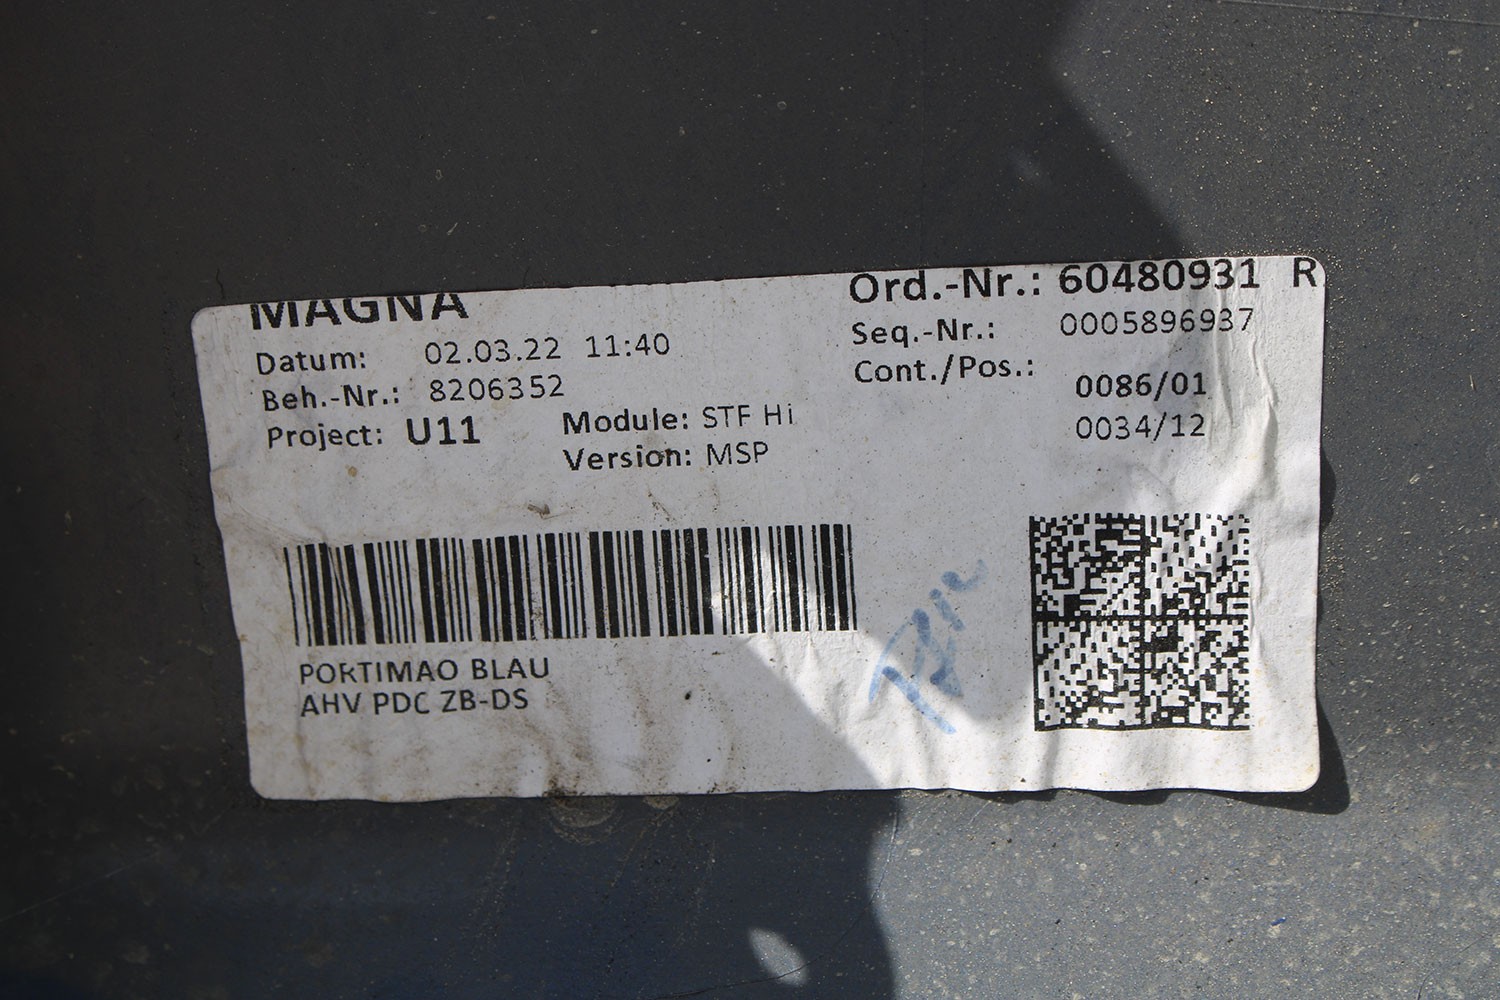 MAGNA
Ord.-Nr.: 60480931 R
Datum: 02.03.22 11:40
Seq.-Nr.: 0005896937
Beh.-Nr.: 8206352
Cont./Pos.: 0086/01
Project: U11 Module: STF Hi
0034/12
Version: MSP
PORTIMAO BLAU
AHV PDC ZB-DS